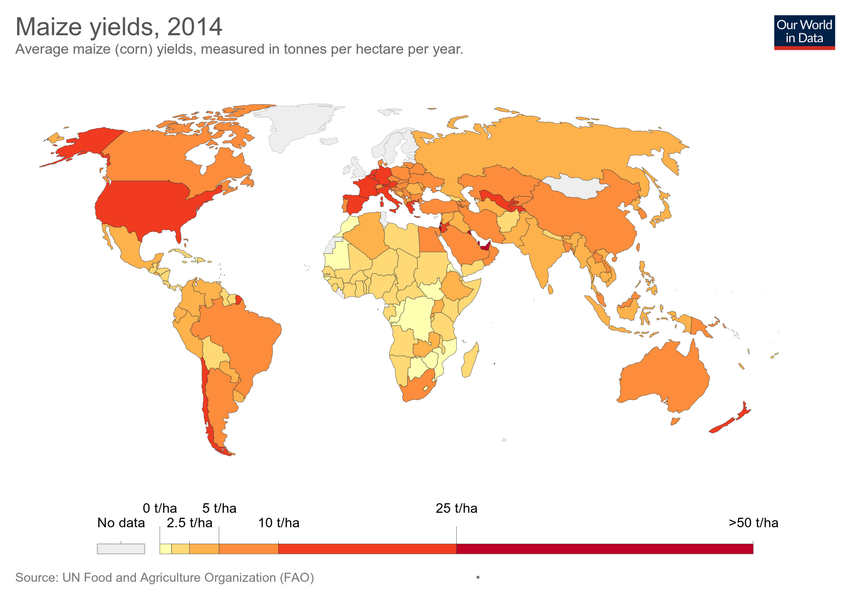 Maize yields, 2014
Average maize (corn) yields, measured in tonnes per hectare per year.
Our World
in Data
0 t/ha 5 t/ha 25 t/ha
No data 2.5 t/ha 10 t/ha >50 t/ha
Source: UN Food and Agriculture Organization (FAO)